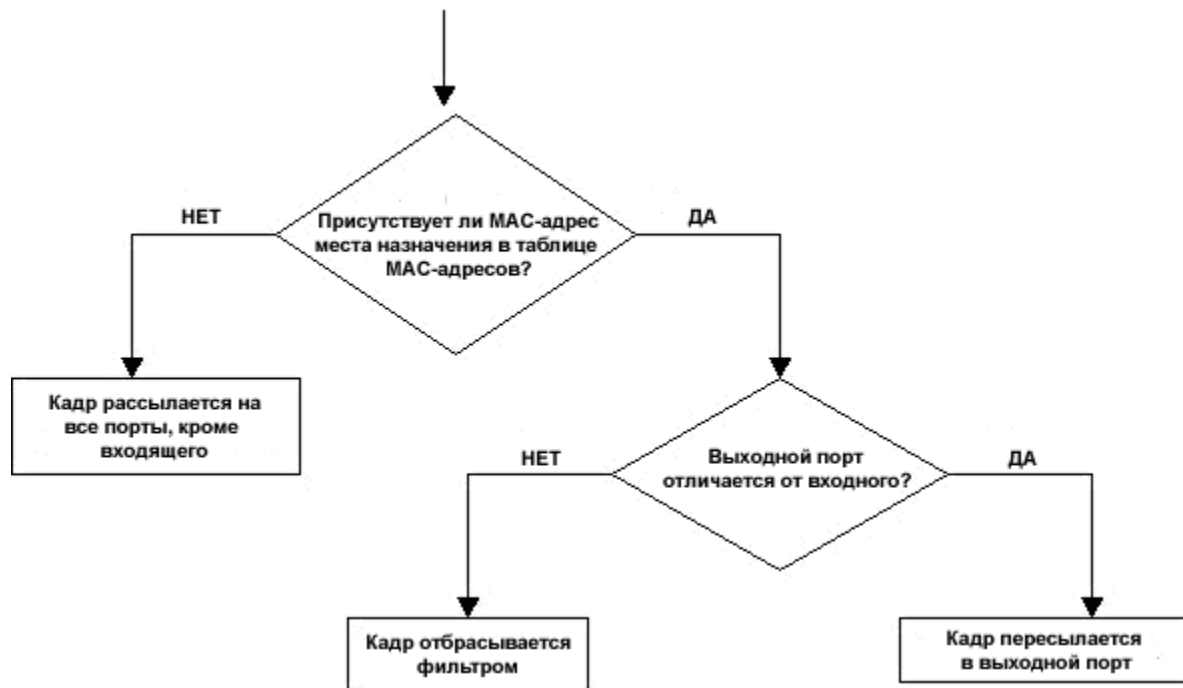 НЕТ
Присутствует ли MAC-адрес
места назначения в таблице
MAC-адресов?
ДА
Кадр рассылается на
все порты, кроме
входящего
НЕТ
Выходной порт
отличается от входного?
ДА
Кадр отбрасывается
фильтром
Кадр пересылается
в выходной порт